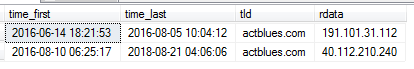 time_first time_last tld rdata
2016-06-14 18:21:53 2016-08-05 10:04:12 actblues.com 191.101.31.112
2016-08-10 06:25:17 2018-08-21 04:06:06 actblues.com 40.112.210.240